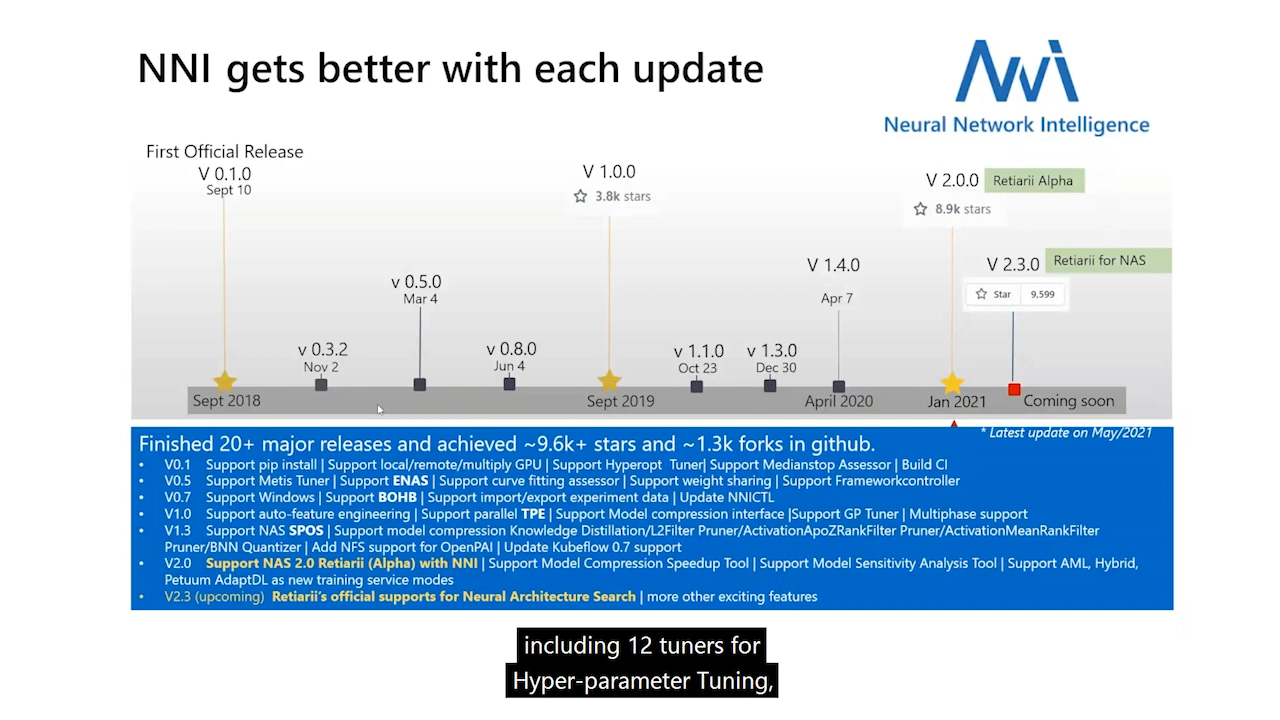 NNI gets better with each update
NNI
Neural Network Intelligence
First Official Release
V 0.1.0
Sept 10
V 1.0.0
3.8k stars
V 2.0.0
Retiarii Alpha
8.9k stars
V 1.4.0
Apr 7
V 2.3.0
Retiarii for NAS
Star
9,599
v 0.5.0
Mar 4
v 0.3.2
Nov 2
v 0.8.0
Jun 4
v 1.1.0
Oct 23
v 1.3.0
Dec 30
Sept 2018
Sept 2019
April 2020
Jan 2021
Coming soon
* Latest update on May/2021
Finished 20+ major releases and achieved ~9.6k+ stars and ~1.3k forks in github.
• V0.1 Support pip install | Support local/remote/multiply GPU | Support Hyperopt Tuner| Support Medianstop Assessor | Build CI
• V0.5 Support Metis Tuner | Support ENAS | Support curve fitting assessor | Support weight sharing | Support Frameworkcontroller
• V0.7 Support Windows | Support BOHB | Support import/export experiment data | Update NNICTL
• V1.0 Support auto-feature engineering | Support parallel TPE | Support Model compression interface |Support GP Tuner | Multiphase support
• V1.3 Support NAS SPOS | Support model compression Knowledge Distillation/L2Filter Pruner/ActivationApoZRankFilter Pruner/ActivationMeanRankFilter
Pruner/BNN Quantizer | Add NFS support for OpenPAI | Update Kubeflow 0.7 support
• V2.0 Support NAS 2.0 Retiarii (Alpha) with NNI | Support Model Compression Speedup Tool | Support Model Sensitivity Analysis Tool | Support AML, Hybrid,
Petuum AdaptDL as new training service modes
• V2.3 (upcoming) Retiarii's official supports for Neural Architecture Search | more other exciting features
including 12 tuners for
Hyper-parameter Tuning,